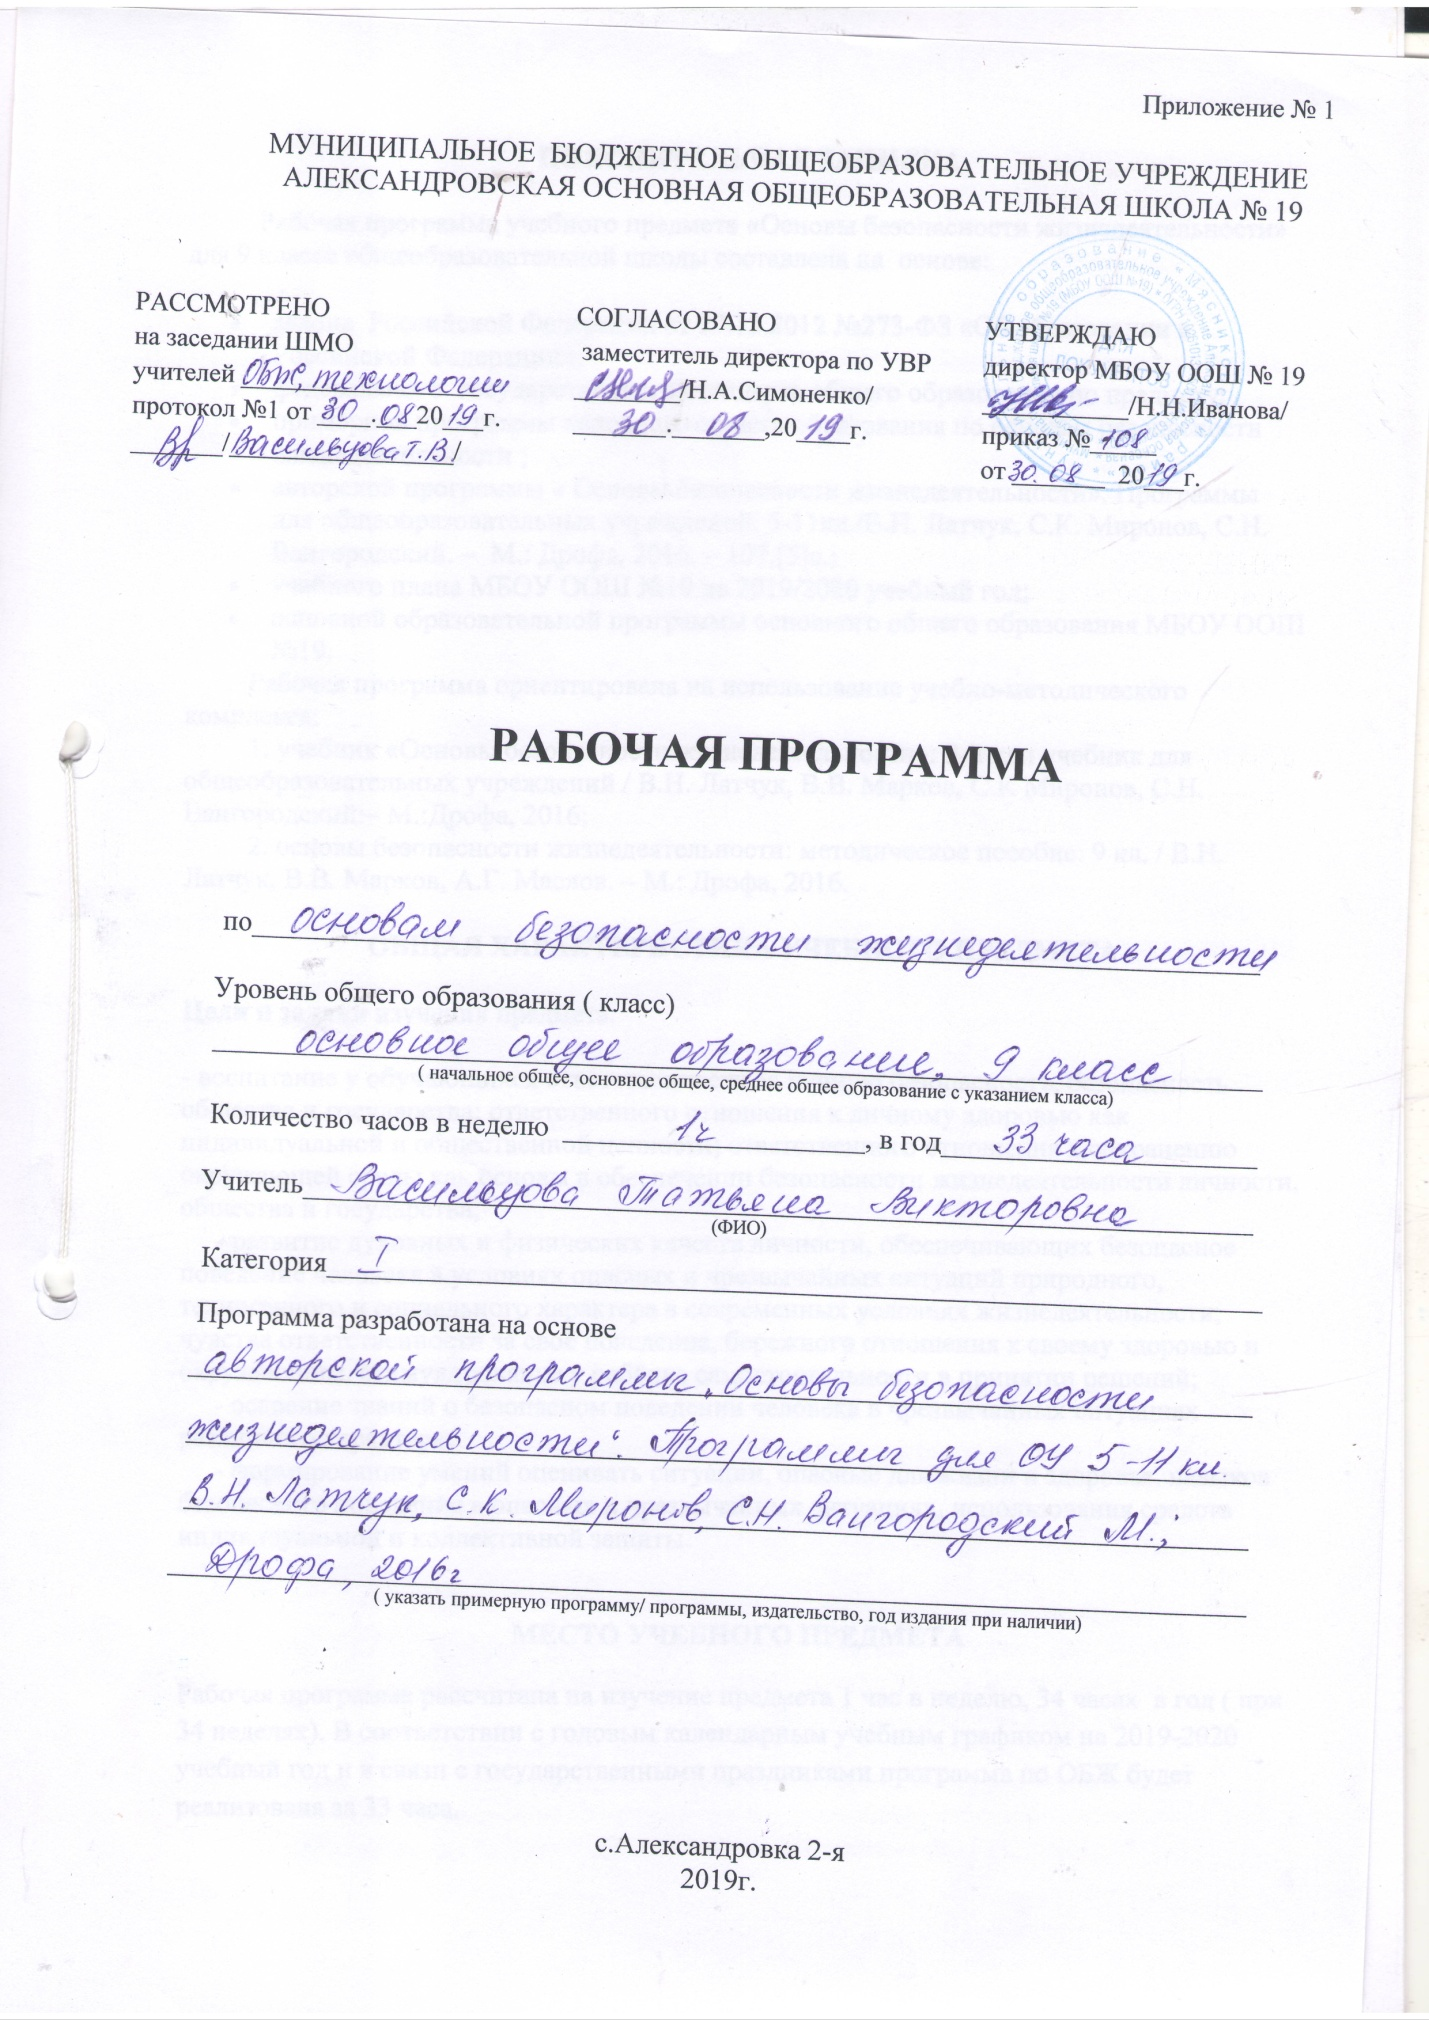 Приложение № 1
МУНИЦИПАЛЬНОЕ БЮДЖЕТНОЕ ОБЩЕОБРАЗОВАТЕЛЬНОЕ УЧРЕЖДЕНИЕ
АЛЕКСАНДРОВСКАЯ ОСНОВНАЯ ОБЩЕОБРАЗОВАТЕЛЬНАЯ ШКОЛА № 19
РАССМОТРЕНО
на заседании ШМО
учителей ОБЖ, технологии
протокол №1 от 30.08 2019 г.
/Васильцова Т.В./
СОГЛАСОВАНО
заместитель директора по УВР
/Н.А.Симоненко/
30.08,2019г.
УТВЕРЖДАЮ
директор МБОУ ООШ № 19
/Н.Н.Иванова/
приказ № 108
от 30.08 2019 г.
РАБОЧАЯ ПРОГРАММА
по основам безопасности жизнедеятельности
Уровень общего образования ( класс)
основное общее образование, 9 класс
( начальное общее, основное общее, среднее общее образование с указанием класса)
Количество часов в неделю 1ч, в год 33 часа
Учитель Васильцова Татьяна Викторовна
(ФИО)
Категория I
Программа разработана на основе
авторской программы „Основы безопасности
жизнедеятельности“. Программы для ОУ 5-11 кл
В.Н. Латчук, С.К. Миронов, С.Н. Вангородский М.;
Дрофа, 2016г
( указать примерную программу/ программы, издательство, год издания при наличии)
с.Александровка 2-я
2019г.